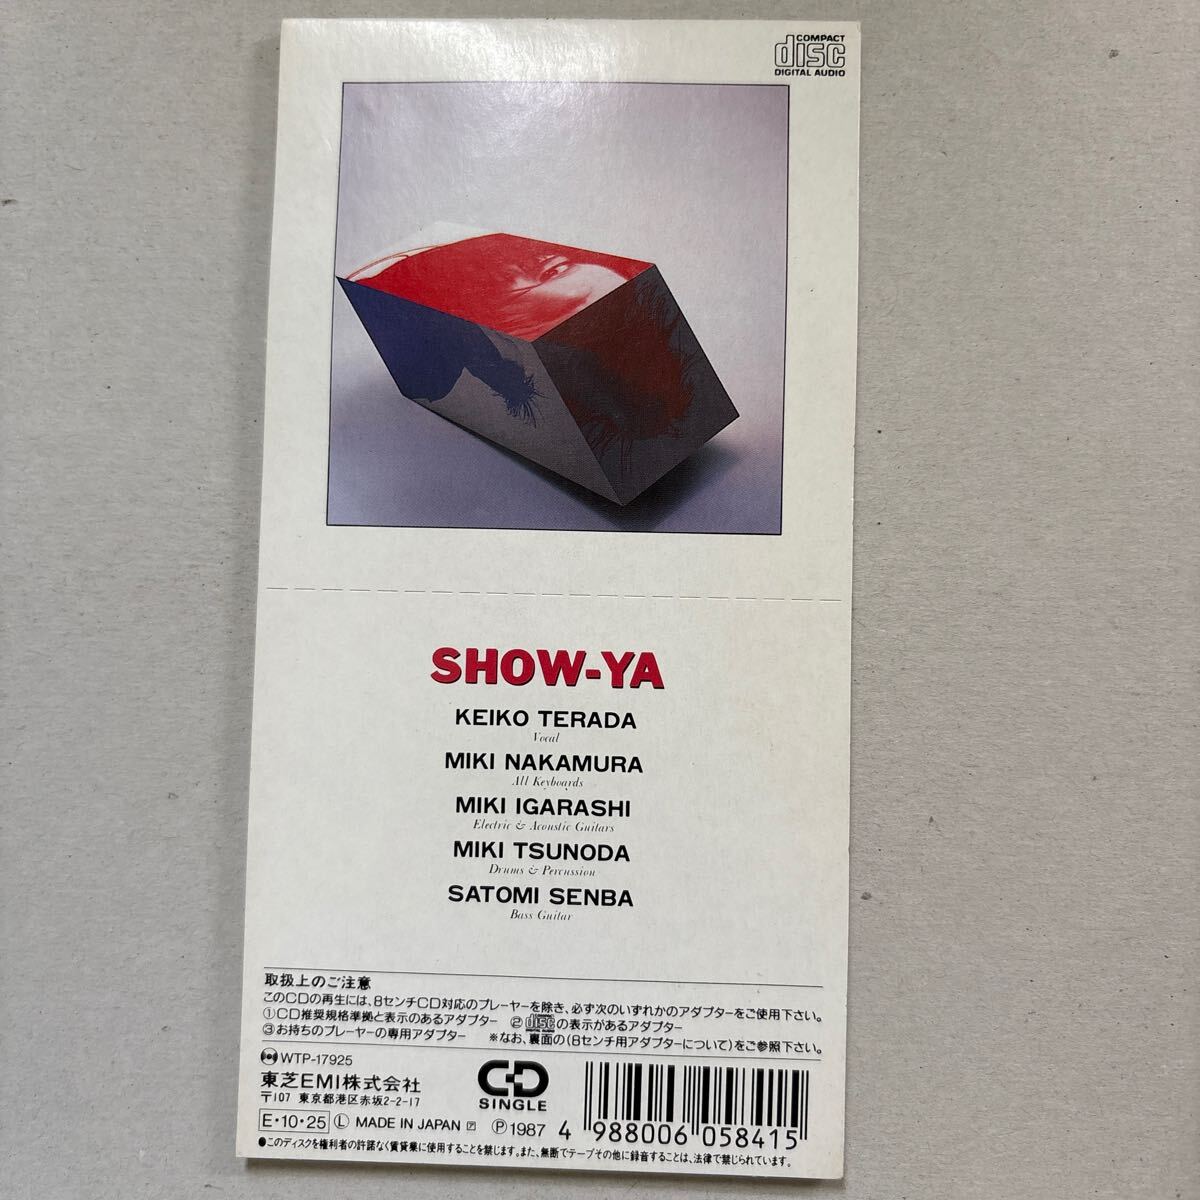 COMPACT
disc
DIGITAL AUDIO
SHOW-YA
KEIKO TERADA
Vocal
MIKI NAKAMURA
All Keyboards
MIKI IGARASHI
Electric & Acoustic Guitars
MIKI TSUNODA
Drums & Percussion
SATOMI SENBA
Bass Guitar
取扱上のご注意
このCDの再生には、8センチCD対応のプレーヤーを除き、必ず次のいずれかのアダプターをご使用下さい。
①CD推奨規格準拠と表示のあるアダプター ②discの表示があるアダプター
③お持ちのプレーヤーの専用アダプター ※なお、裏面の(8センチ用アダプターについて)をご参照下さい。
WTP-17925
東芝EMI株式会社
〒107 東京都港区赤坂2-2-17
CD
SINGLE
E・10・25 Ⓛ MADE IN JAPAN Ⓟ1987
4 988006 058415
●このディスクを権利者の許諾なく賃貸業に使用することを禁じます。また、無断でテープその他に録音することは、法律で禁じられています。